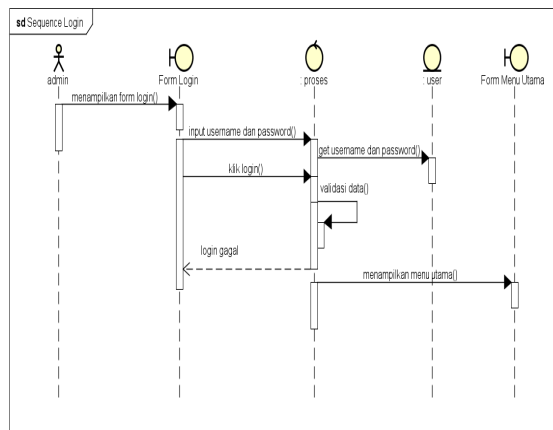 sd Sequence Login
admin
Form Login
: proses
: user
Form Menu Utama
menampilkan form login()
input username dan password()
get username dan password()
klik login()
validasi data()
login gagal
menampilkan menu utama()